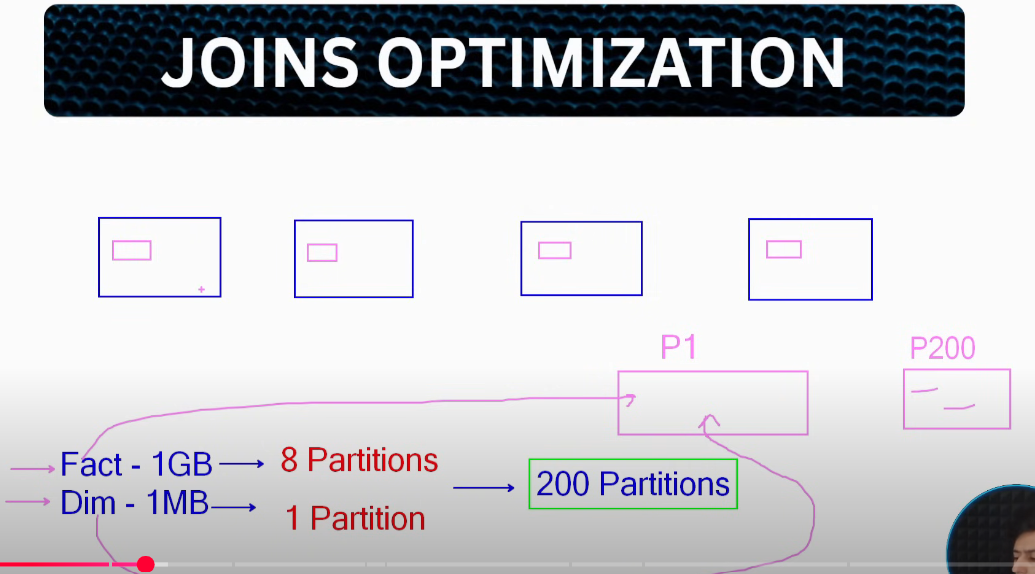 JOINS OPTIMIZATION
P1
P200
Fact - 1GB
8 Partitions
Dim - 1MB
1 Partition
200 Partitions